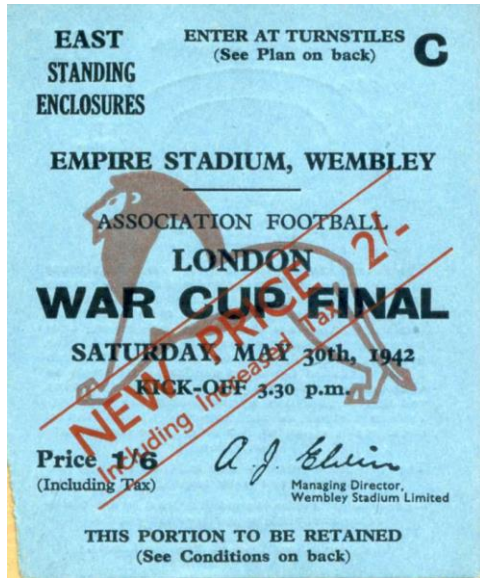 EAST
STANDING
ENCLOSURES
ENTER AT TURNSTILES
(See Plan on back)
C
EMPIRE STADIUM, WEMBLEY
ASSOCIATION FOOTBALL
LONDON
WAR CUP FINAL
SATURDAY, MAY 30th, 1942
KICK-OFF 3.30 p.m.
NEW PRICE 2/-
Including Increased Tax
Price 1/6
(Including Tax)
A. J. Elvin
Managing Director,
Wembley Stadium Limited
THIS PORTION TO BE RETAINED
(See Conditions on back)